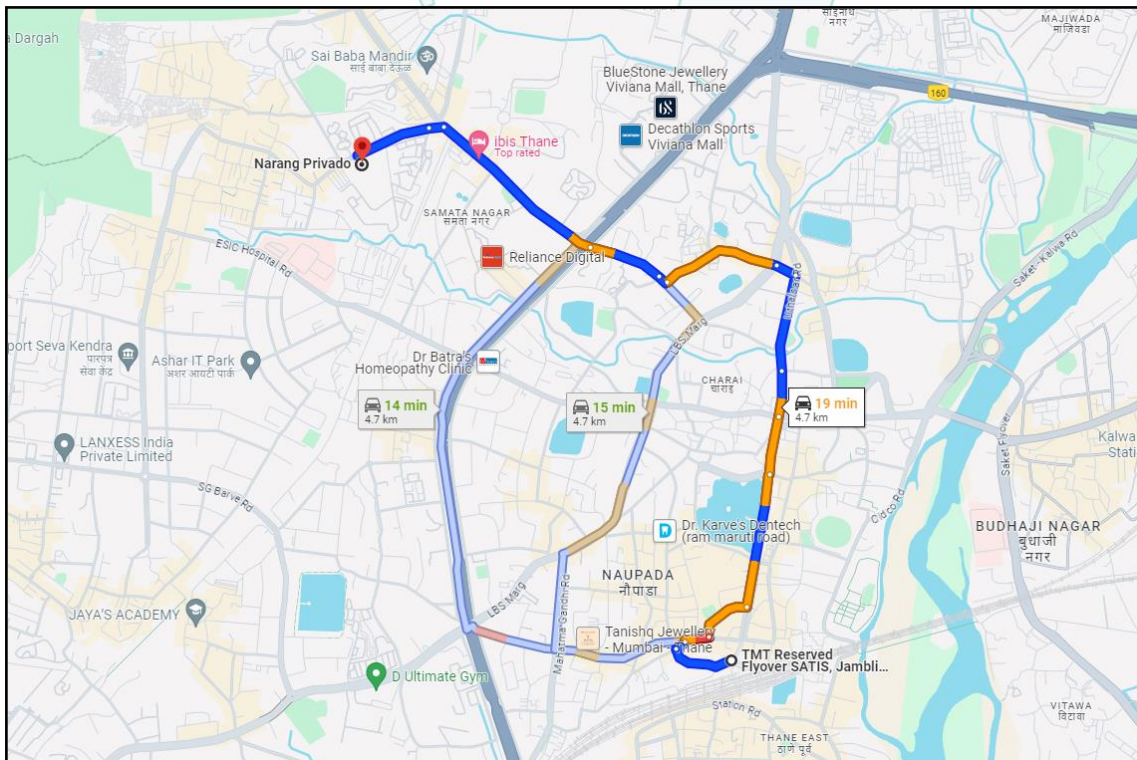 a Dargah
Sai Baba Mandir
साई बाबा देऊळ
नगर
MAJIWADA
माजिवडा
BlueStone Jewellery
Viviana Mall, Thane
160
Decathlon Sports
Viviana Mall
ibis Thane
Top rated
Narang Privado
SAMATA NAGAR
समता नगर
ESIC Hospital Rd
Reliance Digital
Saket - Kalwa Rd
LBS Marg
port Seva Kendra
पारपत्र
सेवा केंद्र
Ashar IT Park
अशर आयटी पार्क
Dr Batra's
Homeopathy Clinic
CHARAI
चाराई
14 min
4.7 km
15 min
4.7 km
19 min
4.7 km
LANXESS India
Private Limited
Saket Flyover
Kalwa
Stati
SG Barve Rd
Cidco Rd
Dr. Karve's Dentech
(ram maruti road)
BUDHAJI NAGAR
बुधाजी
नगर
NAUPADA
नौपाडा
JAYA'S ACADEMY
LBS Marg
Mahatma Gandhi Rd
Tanishq Jewellery
- Mumbai - Thane
TMT Reserved
Flyover SATIS, Jambli...
D Ultimate Gym
Station Rd
VITAWA
विटावा
THANE EAST
ठाणे पूर्व